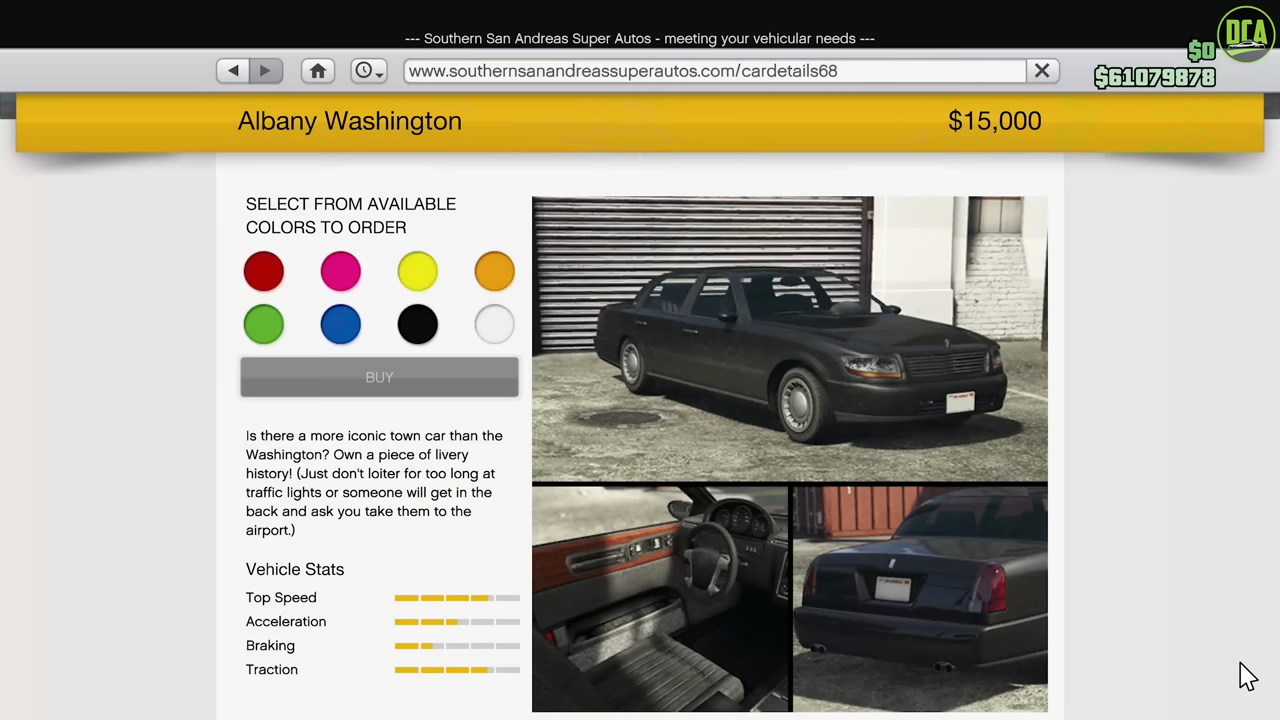 --- Southern San Andreas Super Autos - meeting your vehicular needs ---
DCA
$0
www.southernsanandreassuperautos.com/cardetails68
$61079878
Albany Washington
$15,000
SELECT FROM AVAILABLE
COLORS TO ORDER
BUY
Is there a more iconic town car than the
Washington? Own a piece of livery
history! (Just don't loiter for too long at
traffic lights or someone will get in the
back and ask you take them to the
airport.)
Vehicle Stats
Top Speed
Acceleration
Braking
Traction